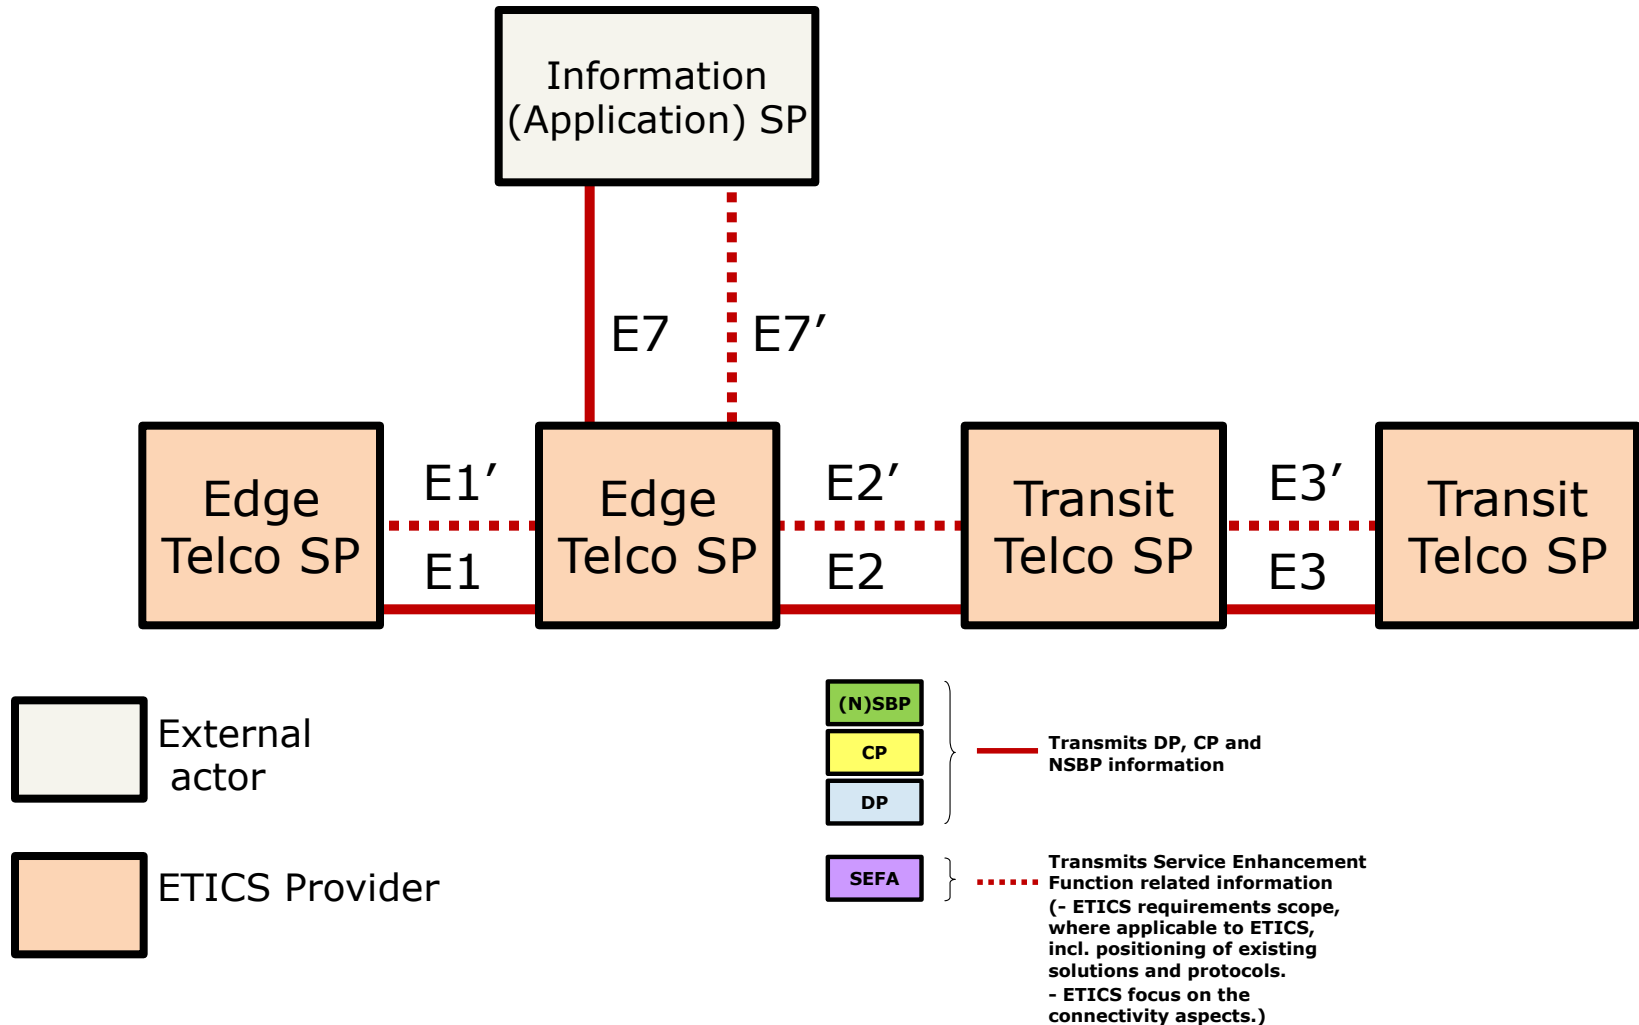 Information
(Application) SP
E7
E7’
Edge
Telco SP
E1’
E1
Edge
Telco SP
E2’
E2
Transit
Telco SP
E3’
E3
Transit
Telco SP
External
actor
ETICS Provider
(N)SBP
CP
DP
Transmits DP, CP and
NSBP information
SEFA
Transmits Service Enhancement
Function related information
(- ETICS requirements scope,
where applicable to ETICS,
incl. positioning of existing
solutions and protocols.
- ETICS focus on the
connectivity aspects.)